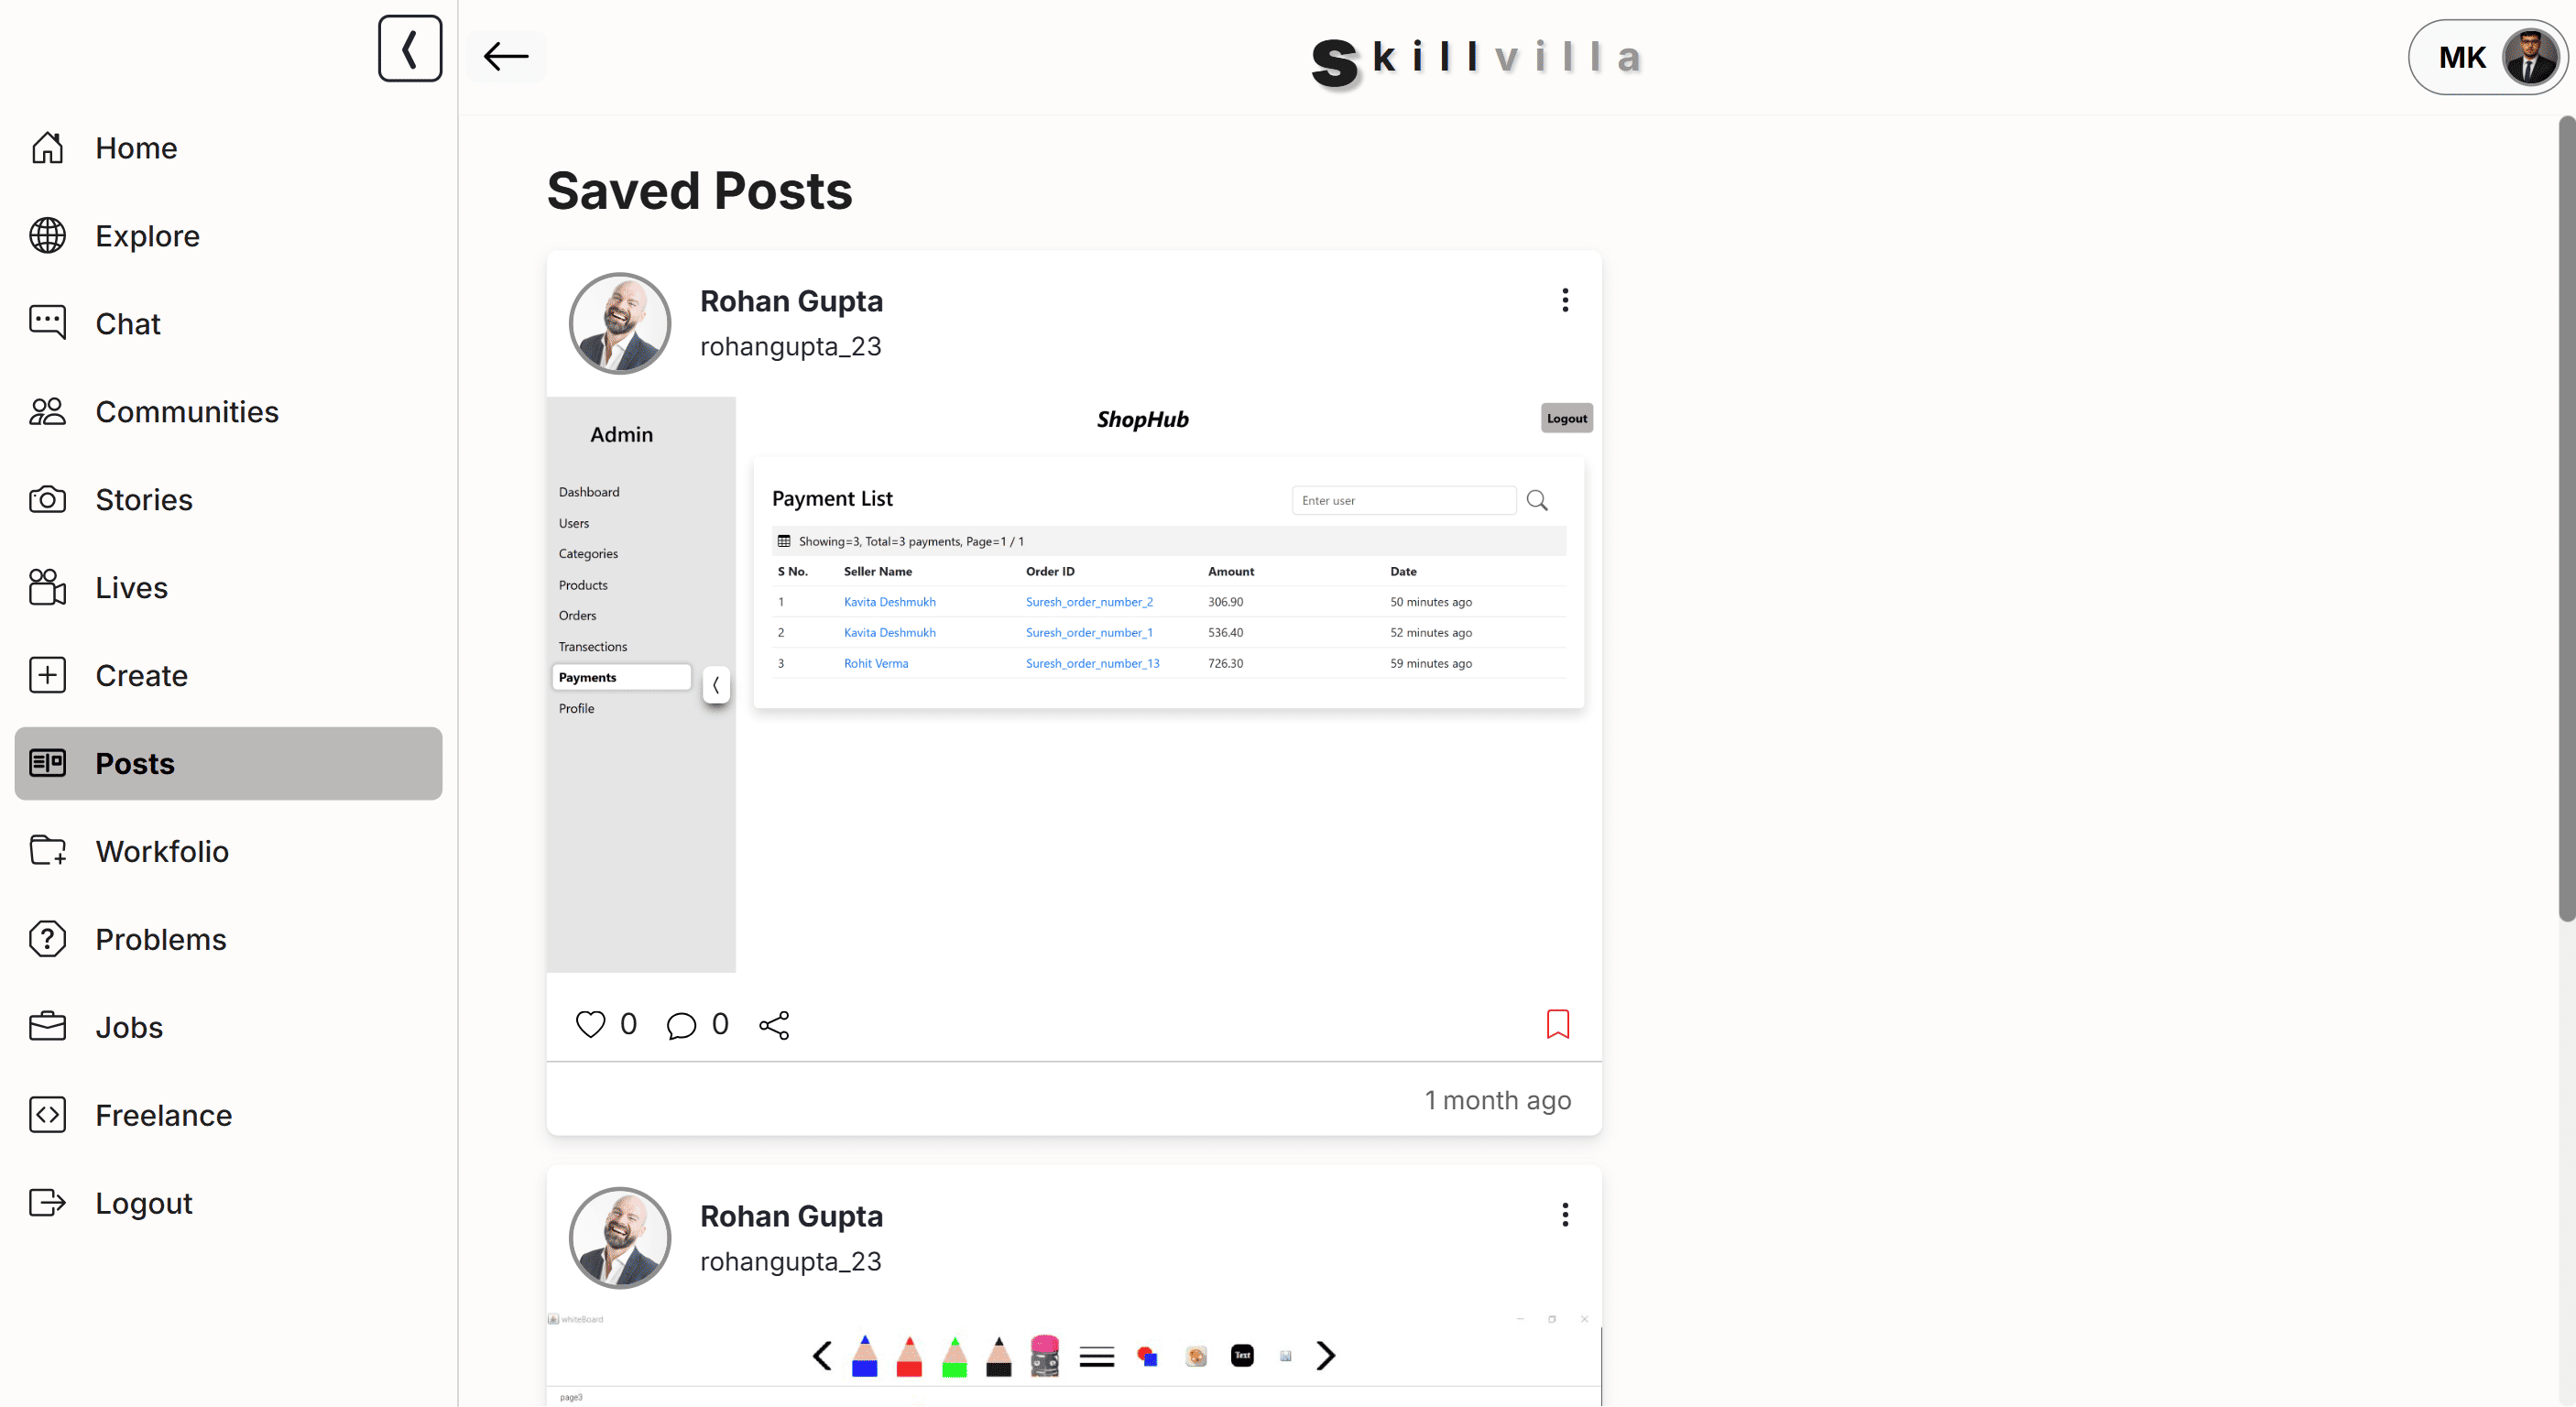 Skillvilla
MK
Home
Explore
Chat
Communities
Stories
Lives
Create
Posts
Workfolio
Problems
Jobs
Freelance
Logout
Saved Posts
Rohan Gupta
rohangupta_23
Admin
Dashboard
Users
Categories
Products
Orders
Transections
Payments
Profile
ShopHub
Logout
Payment List
Enter user
Showing=3, Total=3 payments, Page=1 / 1
S No. Seller Name Order ID Amount Date
1 Kavita Deshmukh Suresh_order_number_2 306.90 50 minutes ago
2 Kavita Deshmukh Suresh_order_number_1 536.40 52 minutes ago
3 Rohit Verma Suresh_order_number_13 726.30 59 minutes ago
0 0
1 month ago
Rohan Gupta
rohangupta_23
whiteBoard
Text
page3